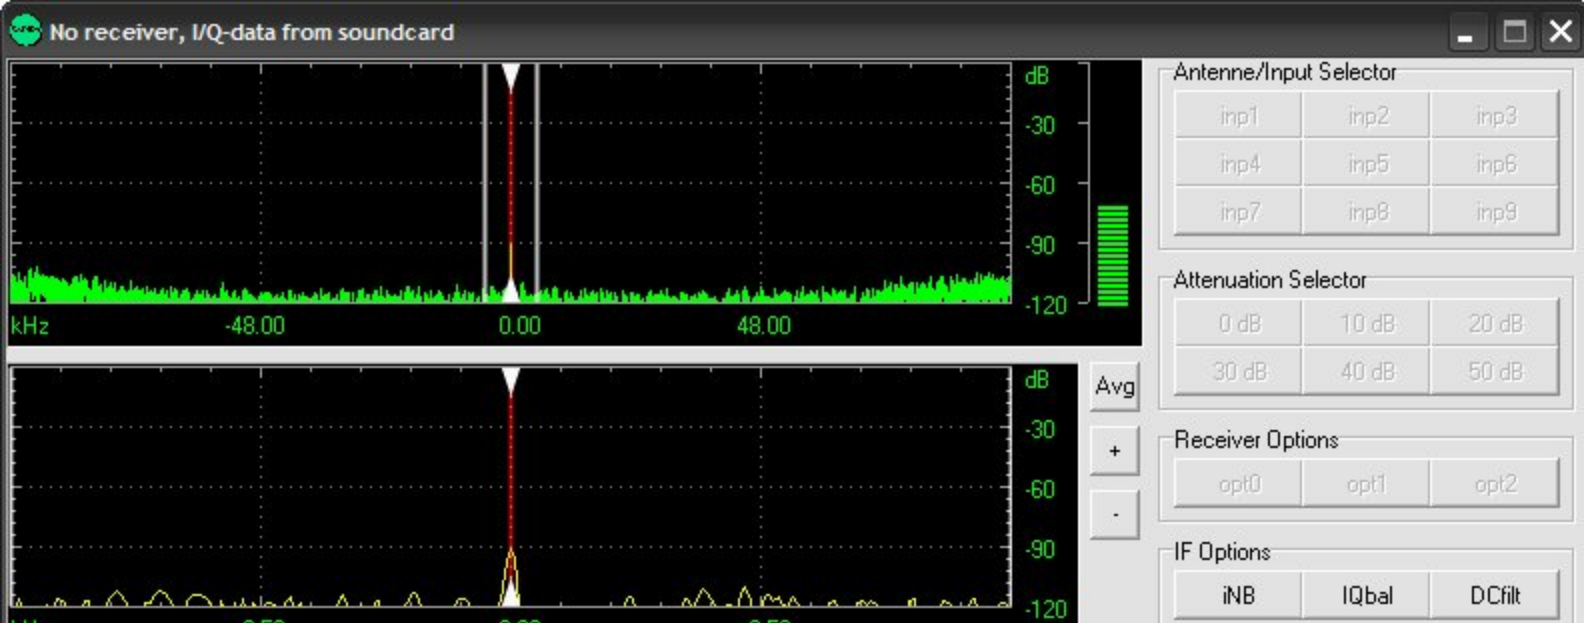 No receiver, I/Q-data from soundcard
dB
-30
-60
-90
-120
kHz -48.00 0.00 48.00
dB
-30
-60
-90
-120
Avg
+
-
Antenne/Input Selector
inp1 inp2 inp3
inp4 inp5 inp6
inp7 inp8 inp9
Attenuation Selector
0 dB 10 dB 20 dB
30 dB 40 dB 50 dB
Receiver Options
opt0 opt1 opt2
IF Options
iNB IQbal DCfilt